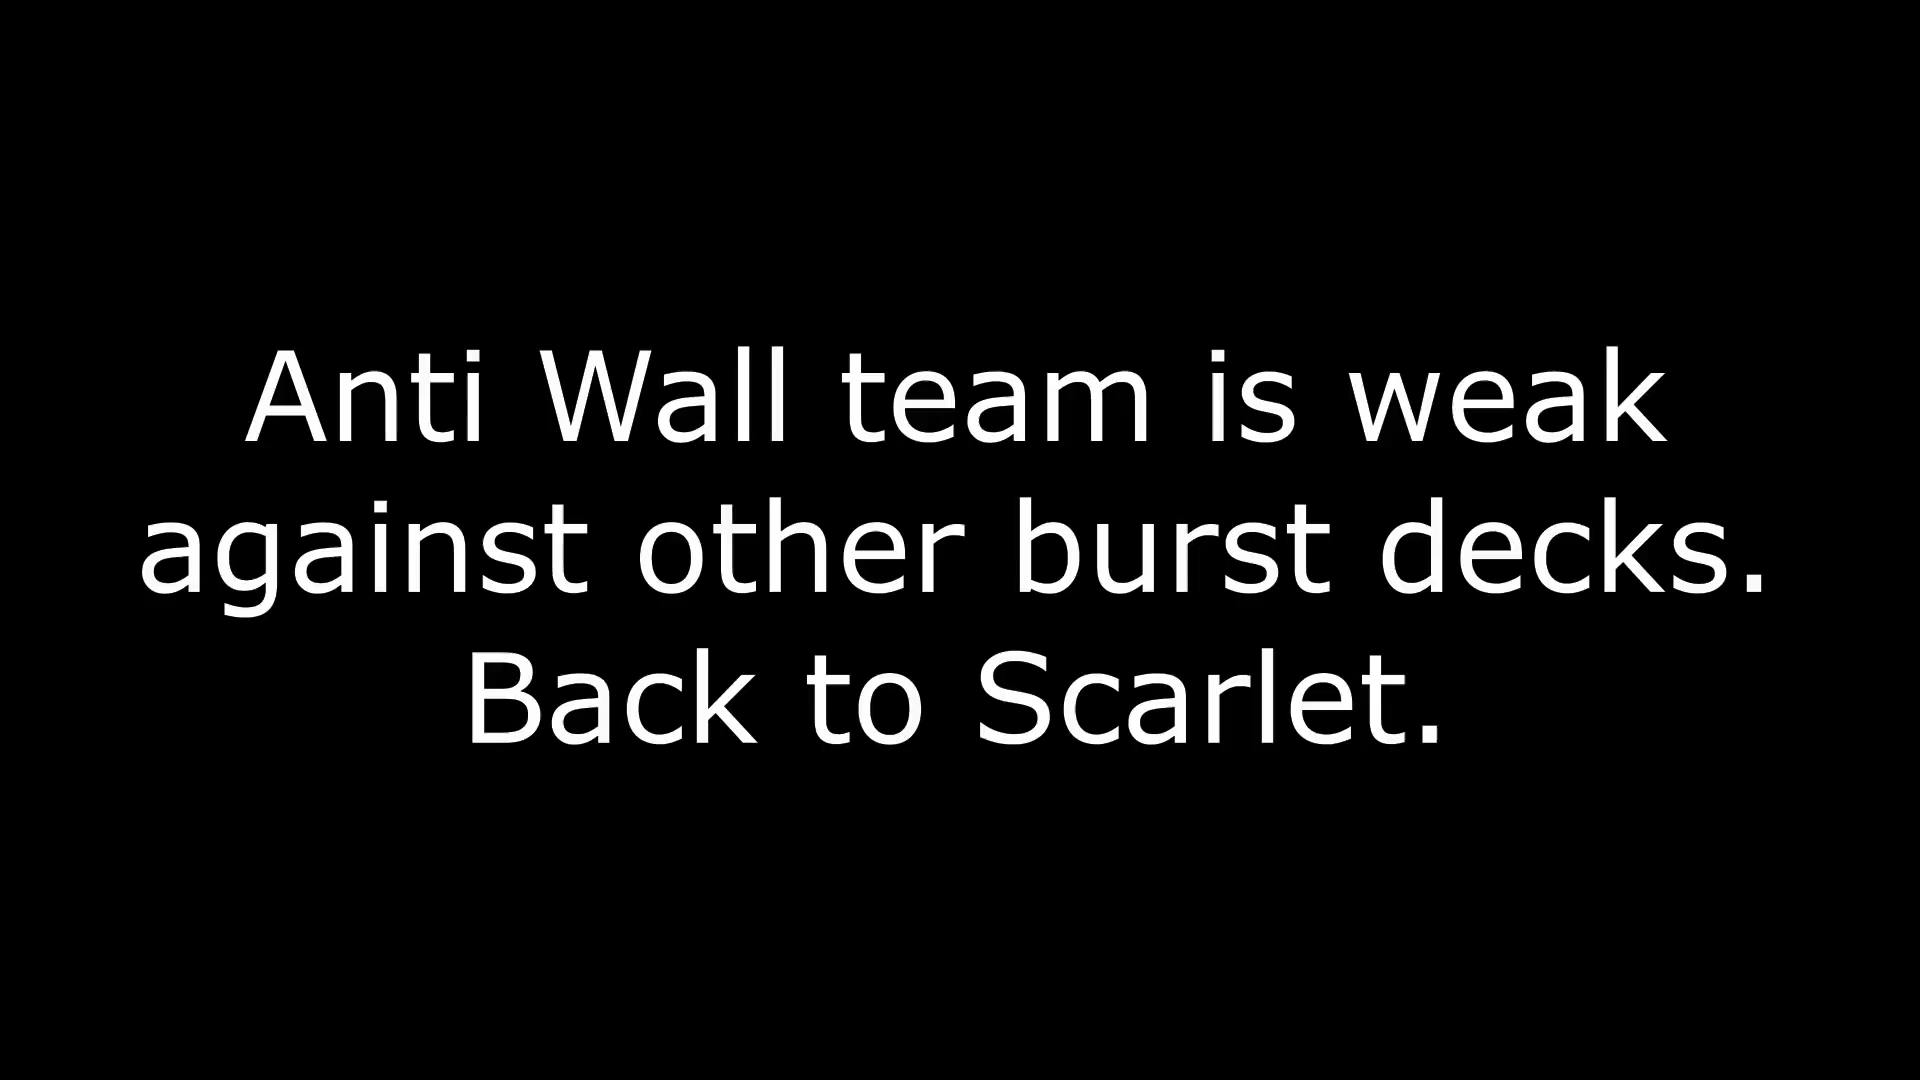 Anti Wall team is weak
against other burst decks.
Back to Scarlet.